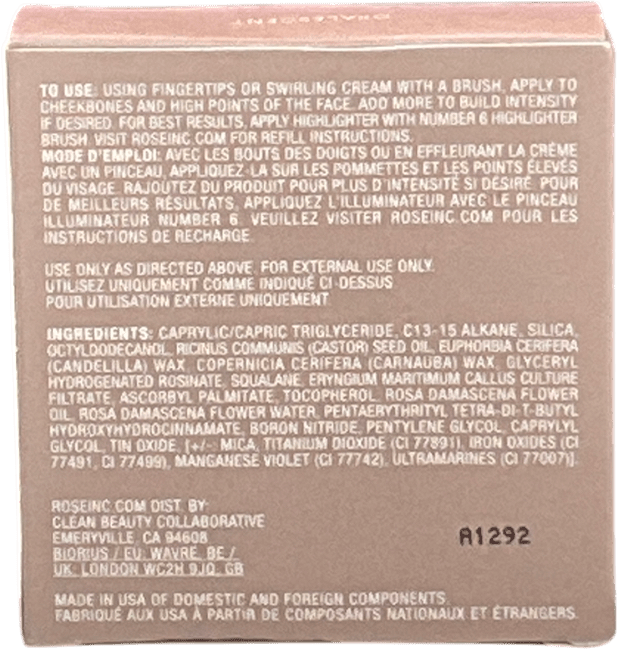 OPALESCENT
TO USE: USING FINGERTIPS OR SWIRLING CREAM WITH A BRUSH, APPLY TO
CHEEKBONES AND HIGH POINTS OF THE FACE. ADD MORE TO BUILD INTENSITY
IF DESIRED. FOR BEST RESULTS, APPLY HIGHLIGHTER WITH NUMBER 6 HIGHLIGHTER
BRUSH. VISIT ROSEINC.COM FOR REFILL INSTRUCTIONS.
MODE D'EMPLOI: AVEC LES BOUTS DES DOIGTS OU EN EFFLEURANT LA CRÈME
AVEC UN PINCEAU, APPLIQUEZ-LA SUR LES POMMETTES ET LES POINTS ÉLEVÉS
DU VISAGE. RAJOUTEZ DU PRODUIT POUR PLUS D'INTENSITÉ SI DÉSIRÉ. POUR
DE MEILLEURS RÉSULTATS, APPLIQUEZ L'ILLUMINATEUR AVEC LE PINCEAU
ILLUMINATEUR NUMBER 6. VEUILLEZ VISITER ROSEINC.COM POUR LES
INSTRUCTIONS DE RECHARGE.
USE ONLY AS DIRECTED ABOVE. FOR EXTERNAL USE ONLY.
UTILISEZ UNIQUEMENT COMME INDIQUÉ CI-DESSUS
POUR UTILISATION EXTERNE UNIQUEMENT
INGREDIENTS: CAPRYLIC/CAPRIC TRIGLYCERIDE, C13-15 ALKANE, SILICA,
OCTYLDODECANOL, RICINUS COMMUNIS (CASTOR) SEED OIL, EUPHORBIA CERIFERA
(CANDELILLA) WAX, COPERNICIA CERIFERA (CARNAUBA) WAX, GLYCERYL
HYDROGENATED ROSINATE, SQUALANE, ERYNGIUM MARITIMUM CALLUS CULTURE
FILTRATE, ASCORBYL PALMITATE, TOCOPHEROL, ROSA DAMASCENA FLOWER
OIL, ROSA DAMASCENA FLOWER WATER, PENTAERYTHRITYL TETRA-DI-T-BUTYL
HYDROXYHYDROCINNAMATE, BORON NITRIDE, PENTYLENE GLYCOL, CAPRYLYL
GLYCOL, TIN OXIDE, [+/-: MICA, TITANIUM DIOXIDE (CI 77891), IRON OXIDES (CI
77491, CI 77499), MANGANESE VIOLET (CI 77742), ULTRAMARINES (CI 77007)].
ROSEINC.COM DIST. BY:
CLEAN BEAUTY COLLABORATIVE
EMERYVILLE, CA 94608
BIORIUS / EU: WAVRE, BE /
UK: LONDON WC2H 9JQ, GB
A1292
MADE IN USA OF DOMESTIC AND FOREIGN COMPONENTS.
FABRIQUÉ AUX USA À PARTIR DE COMPOSANTS NATIONAUX ET ÉTRANGERS.